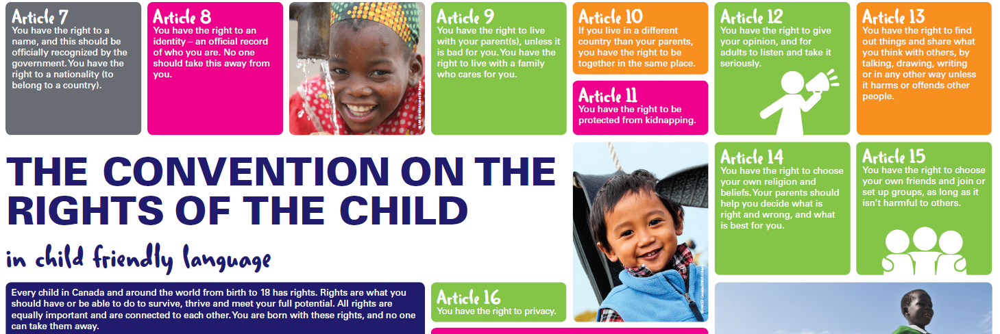 Article 7
You have the right to a
name, and this should be
officially recognized by the
government. You have the
right to a nationality (to
belong to a country).
Article 8
You have the right to an
identity – an official record
of who you are. No one
should take this away from
you.
Article 9
You have the right to live
with your parent(s), unless it
is bad for you. You have the
right to live with a family
who cares for you.
Article 10
If you live in a different
country than your parents,
you have the right to be
together in the same place.
Article 11
You have the right to be
protected from kidnapping.
Article 12
You have the right to give
your opinion, and for
adults to listen and take it
seriously.
Article 13
You have the right to find
out things and share what
you think with others, by
talking, drawing, writing
or in any other way unless
it harms or offends other
people.
THE CONVENTION ON THE
RIGHTS OF THE CHILD
in child friendly language
Article 14
You have the right to choose
your own religion and
beliefs. Your parents should
help you decide what is
right and wrong, and what
is best for you.
Article 15
You have the right to choose
your own friends and join or
set up groups, as long as it
isn't harmful to others.
Every child in Canada and around the world from birth to 18 has rights. Rights are what you
should have or be able to do to survive, thrive and meet your full potential. All rights are
equally important and are connected to each other. You are born with these rights, and no one
can take them away.
Article 16
You have the right to privacy.